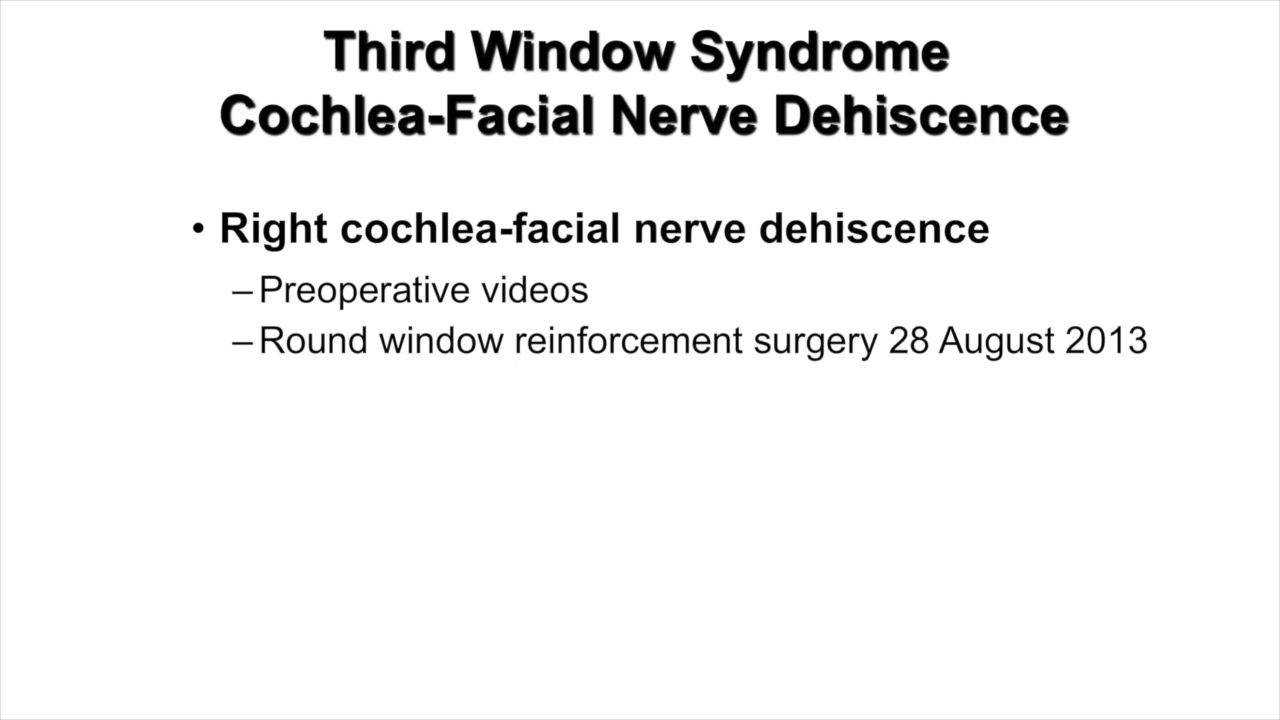 Third Window Syndrome
Cochlea-Facial Nerve Dehiscence
• Right cochlea-facial nerve dehiscence
– Preoperative videos
– Round window reinforcement surgery 28 August 2013